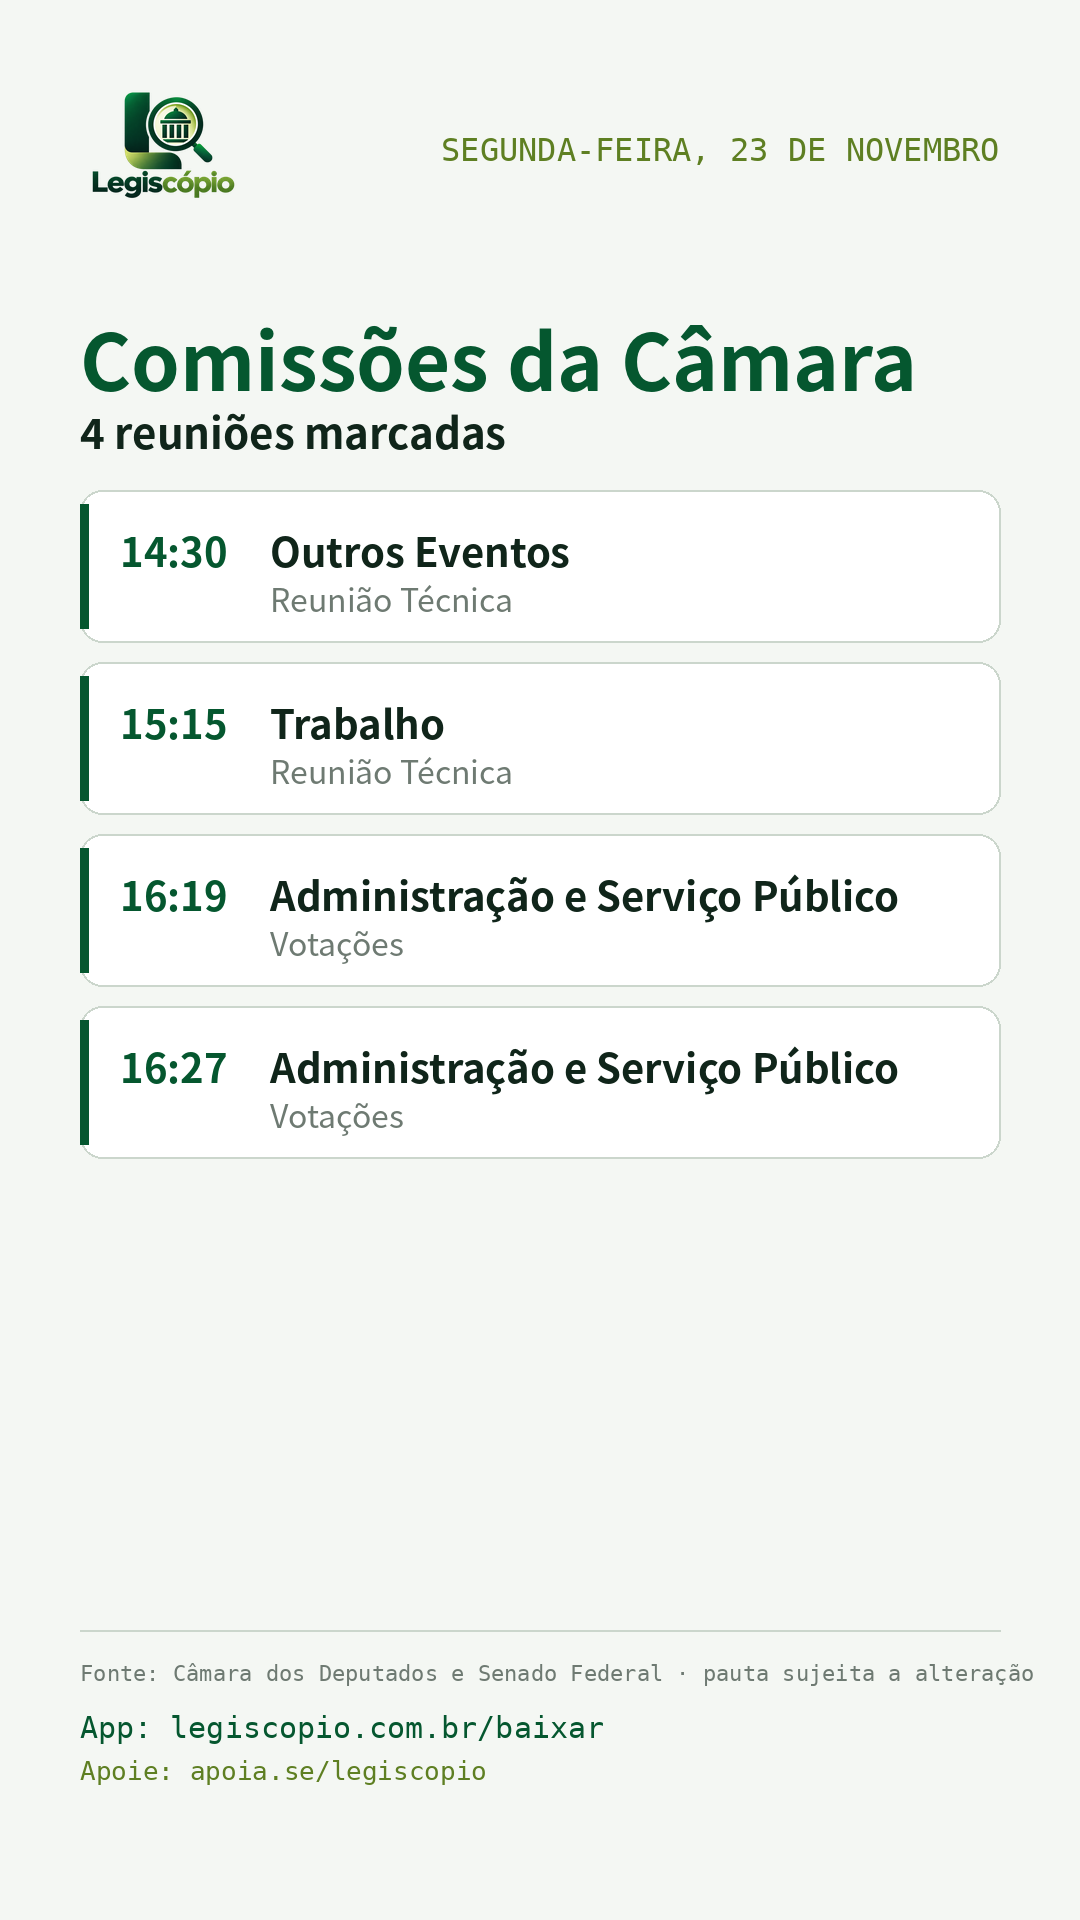 Legiscópio
SEGUNDA-FEIRA, 23 DE NOVEMBRO
Comissões da Câmara
4 reuniões marcadas
14:30 Outros Eventos
Reunião Técnica
15:15 Trabalho
Reunião Técnica
16:19 Administração e Serviço Público
Votações
16:27 Administração e Serviço Público
Votações
Fonte: Câmara dos Deputados e Senado Federal · pauta sujeita a alteração
App: legiscopio.com.br/baixar
Apoie: apoia.se/legiscopio